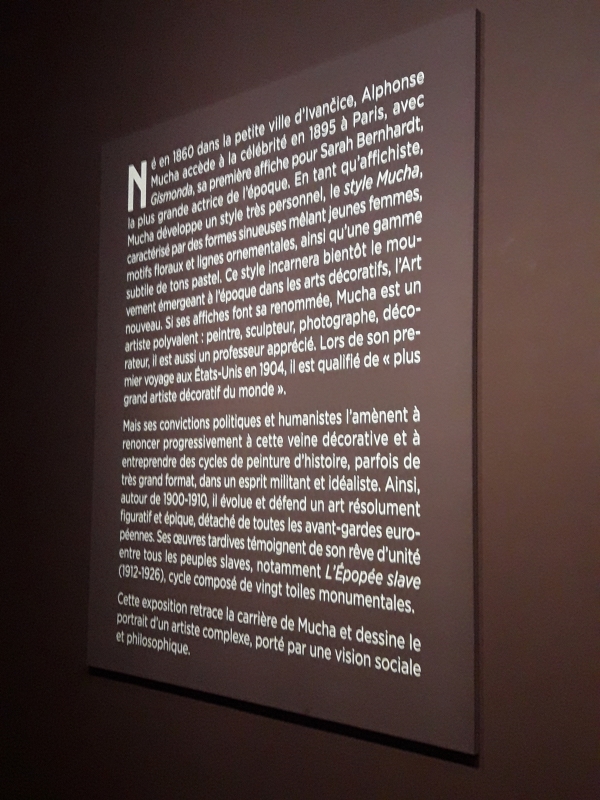 Né en 1860 dans la petite ville d'Ivančice, Alphonse
Mucha accède à la célébrité en 1895 à Paris, avec
Gismonda, sa première affiche pour Sarah Bernhardt,
la plus grande actrice de l'époque. En tant qu'affichiste,
Mucha développe un style très personnel, le style Mucha,
caractérisé par des formes sinueuses mêlant jeunes femmes,
motifs floraux et lignes ornementales, ainsi qu'une gamme
subtile de tons pastel. Ce style incarnera bientôt le mou-
vement émergeant à l'époque dans les arts décoratifs, l'Art
nouveau. Si ses affiches font sa renommée, Mucha est un
artiste polyvalent : peintre, sculpteur, photographe, déco-
rateur, il est aussi un professeur apprécié. Lors de son pre-
mier voyage aux États-Unis en 1904, il est qualifié de « plus
grand artiste décoratif du monde ».
Mais ses convictions politiques et humanistes l'amènent à
renoncer progressivement à cette veine décorative et à
entreprendre des cycles de peinture d'histoire, parfois de
très grand format, dans un esprit militant et idéaliste. Ainsi,
autour de 1900-1910, il évolue et défend un art résolument
figuratif et épique, détaché de toutes les avant-gardes euro-
péennes. Ses œuvres tardives témoignent de son rêve d'unité
entre tous les peuples slaves, notamment L'Épopée slave
(1912-1926), cycle composé de vingt toiles monumentales.
Cette exposition retrace la carrière de Mucha et dessine le
portrait d'un artiste complexe, porté par une vision sociale
et philosophique.